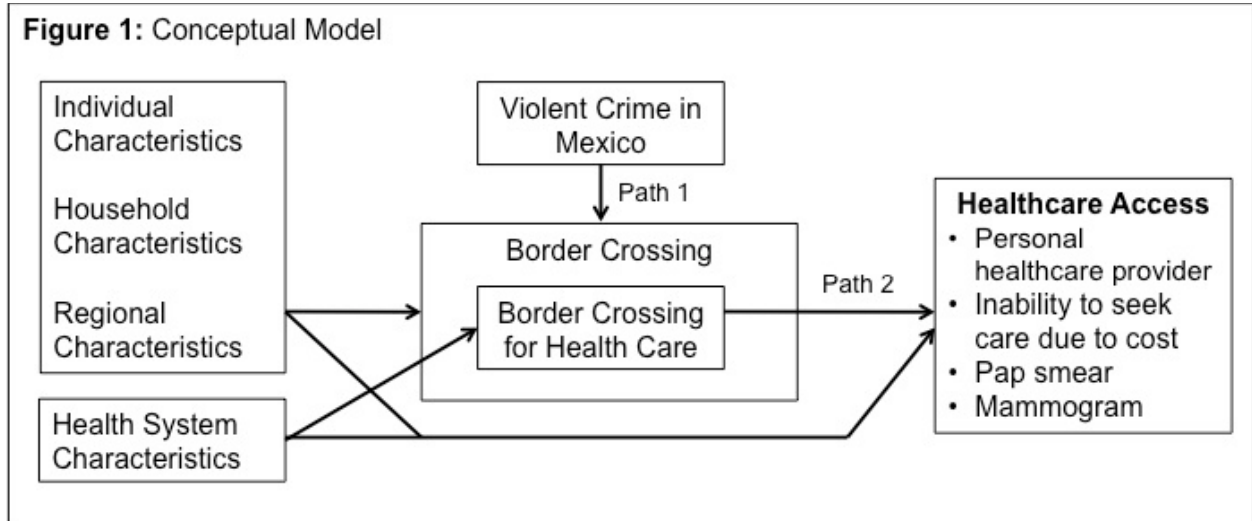 Figure 1: Conceptual Model
Individual
Characteristics
Household
Characteristics
Regional
Characteristics
Health System
Characteristics
Violent Crime in
Mexico
Path 1
Border Crossing
Border Crossing
for Health Care
Path 2
Healthcare Access
• Personal
healthcare provider
• Inability to seek
care due to cost
• Pap smear
• Mammogram